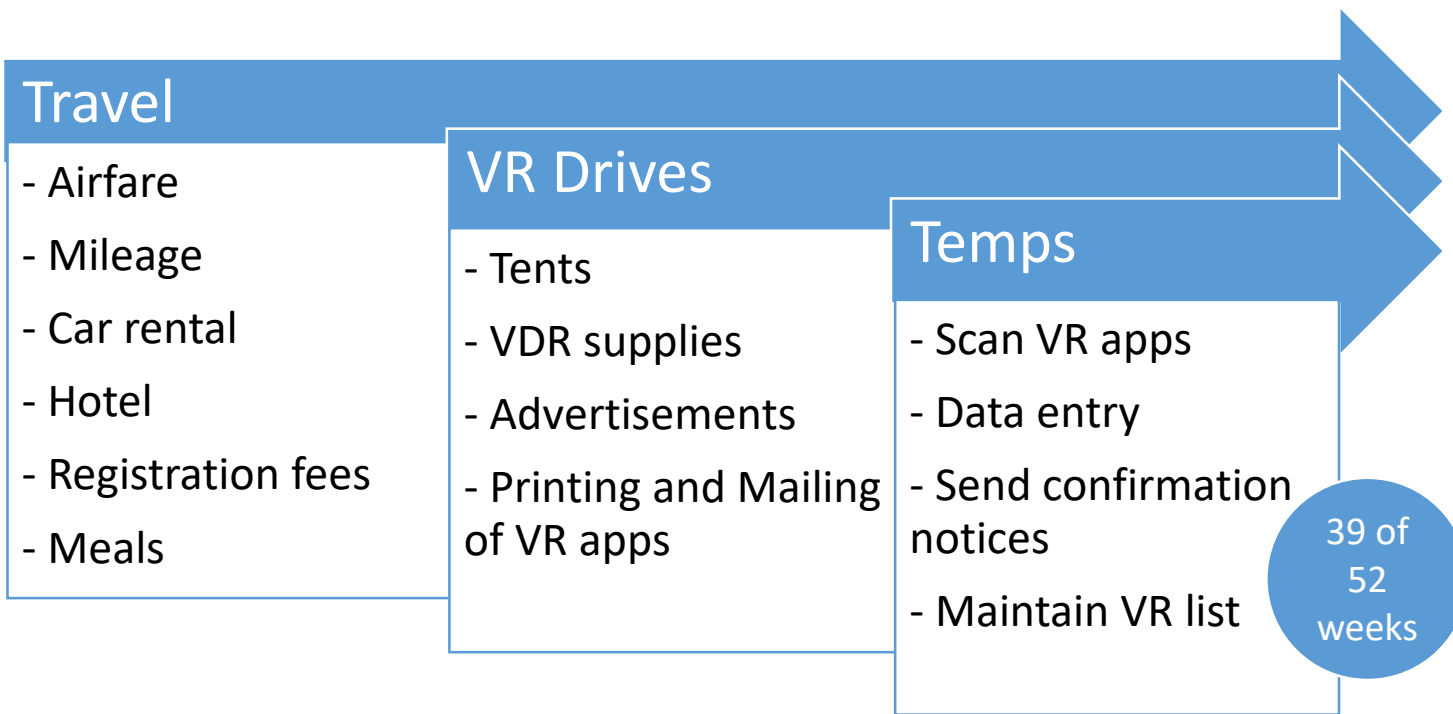 Travel
- Airfare
- Mileage
- Car rental
- Hotel
- Registration fees
- Meals
VR Drives
- Tents
- VDR supplies
- Advertisements
- Printing and Mailing
of VR apps
Temps
- Scan VR apps
- Data entry
- Send confirmation
notices
- Maintain VR list
39 of
52
weeks